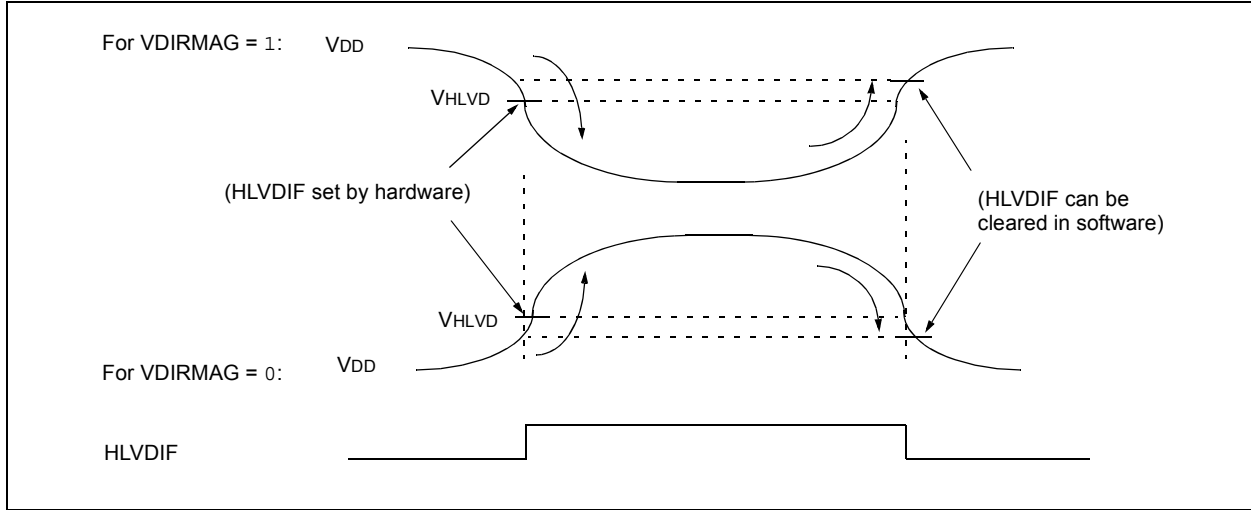 For VDIRMAG = 1:
VDD
VHLVD
(HLVDIF set by hardware)
(HLVDIF can be
cleared in software)
VHLVD
For VDIRMAG = 0:
VDD
HLVDIF